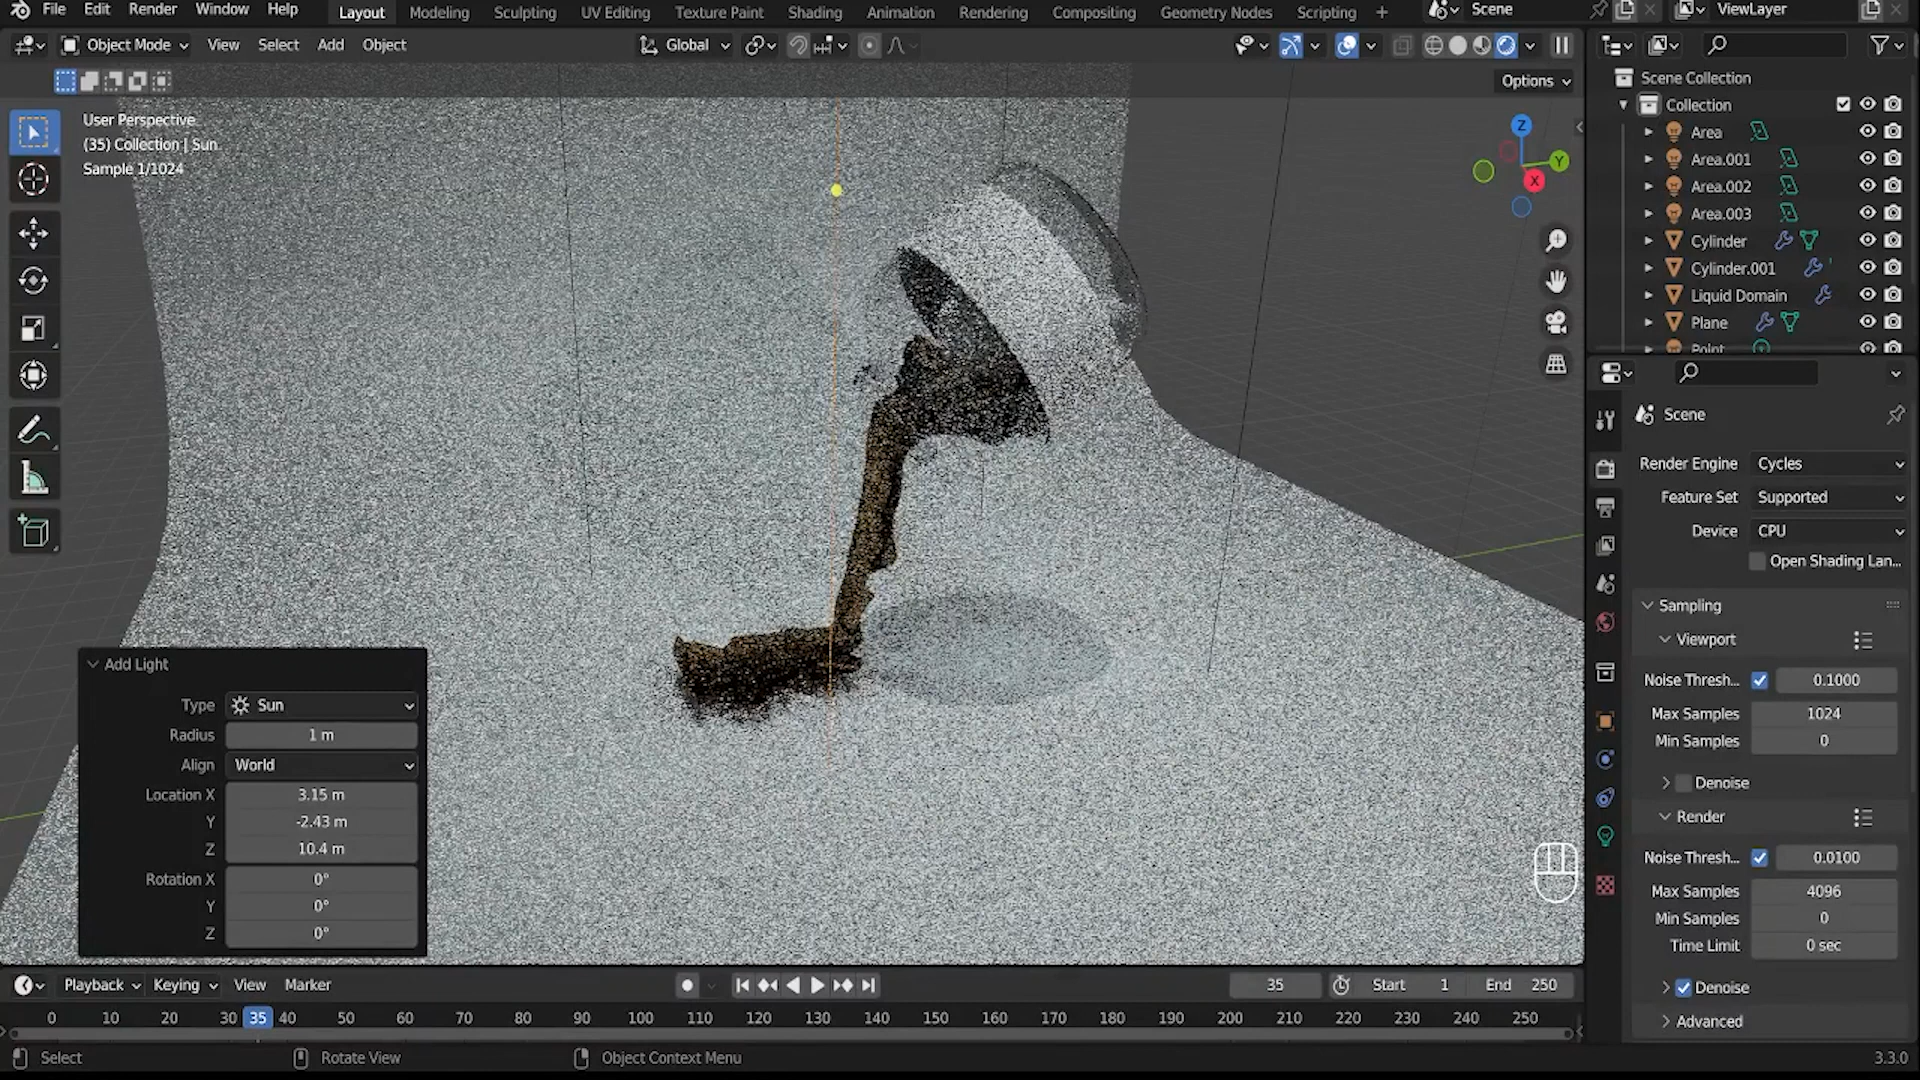 File Edit Render Window Help Layout Modeling Sculpting UV Editing Texture Paint Shading Animation Rendering Compositing Geometry Nodes Scripting + Scene ViewLayer
Object Mode View Select Add Object Global
Options
User Perspective
(35) Collection | Sun
Sample 1/1024
Z
Y
X
Scene Collection
Collection
Area
Area.001
Area.002
Area.003
Cylinder
Cylinder.001
Liquid Domain
Plane
Point
Scene
Render Engine Cycles
Feature Set Supported
Device CPU
Open Shading Lan...
Sampling
Viewport
Noise Thresh... 0.1000
Max Samples 1024
Min Samples 0
Denoise
Render
Noise Thresh... 0.0100
Max Samples 4096
Min Samples 0
Time Limit 0 sec
Denoise
Advanced
Add Light
Type Sun
Radius 1 m
Align World
Location X 3.15 m
Y -2.43 m
Z 10.4 m
Rotation X 0°
Y 0°
Z 0°
Playback Keying View Marker 35 Start 1 End 250
0 10 20 30 35 40 50 60 70 80 90 100 110 120 130 140 150 160 170 180 190 200 210 220 230 240 250
Select Rotate View Object Context Menu 3.3.0